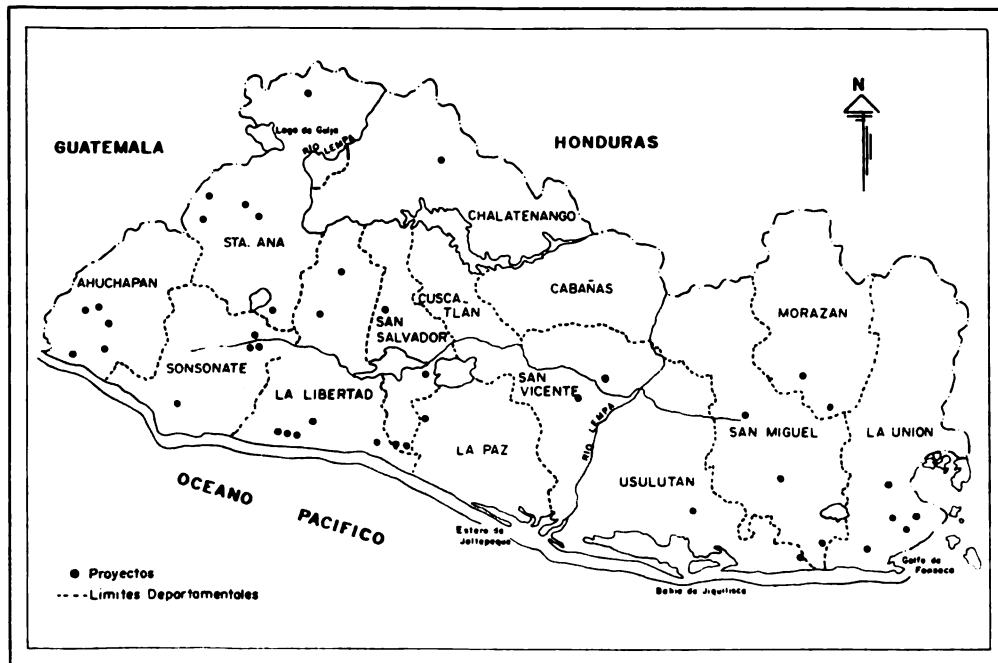 N
Lago de Guija
RIO LEMPA
GUATEMALA
HONDURAS
CHALATENANGO
STA. ANA
AHUCHAPAN
CABAÑAS
CUSCA_
TLAN
MORAZAN
SAN
SALVADOR
SONSONATE
LA LIBERTAD
SAN
VICENTE
RIO LEMPA
SAN MIGUEL
LA UNION
LA PAZ
USULUTAN
OCEANO PACIFICO
Estero de
Jaltepeque
Golfo de
Fonseca
Bahia de Jiquilisco
Proyectos
Limites Departamentales